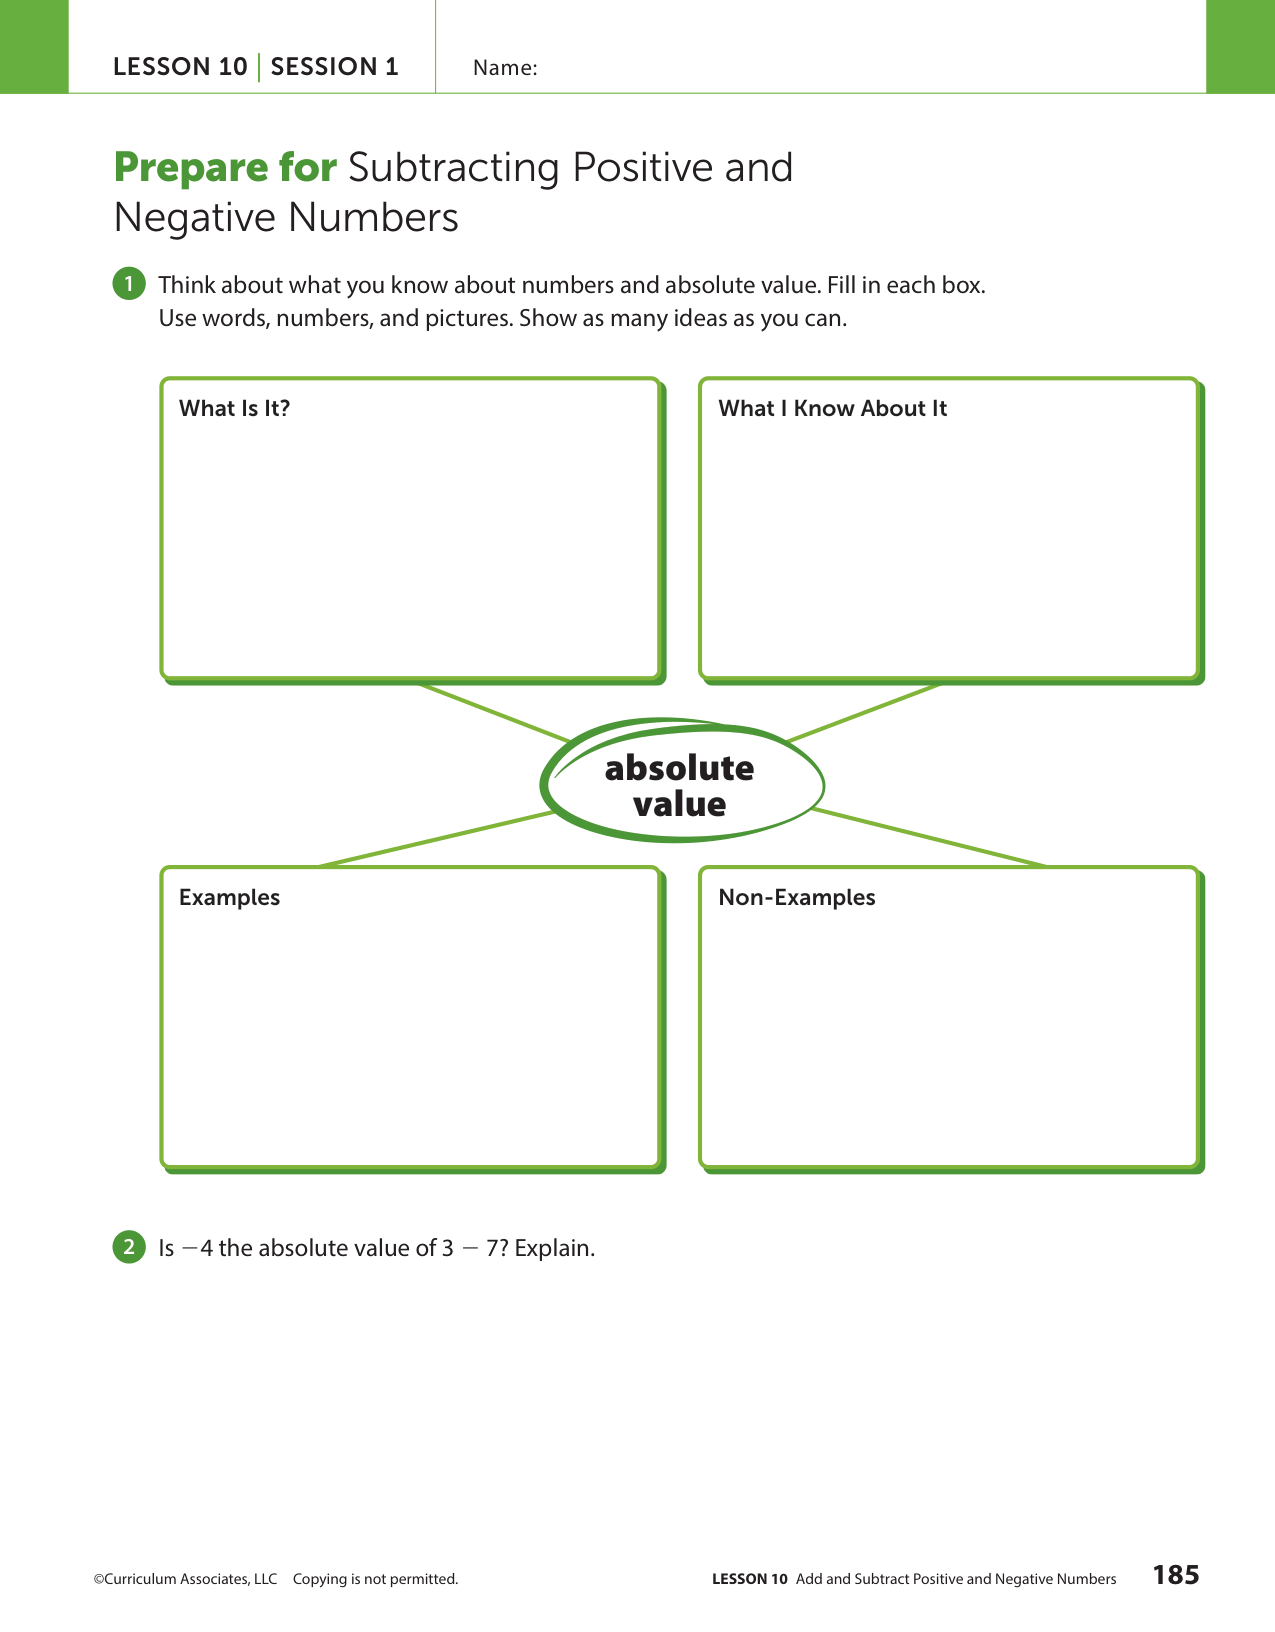 LESSON 10 | SESSION 1
Name:
Prepare for Subtracting Positive and
Negative Numbers
1 Think about what you know about numbers and absolute value. Fill in each box.
Use words, numbers, and pictures. Show as many ideas as you can.
What Is It?
What I Know About It
absolute
value
Examples
Non-Examples
2 Is −4 the absolute value of 3 − 7? Explain.
©Curriculum Associates, LLC Copying is not permitted.
LESSON 10 Add and Subtract Positive and Negative Numbers 185